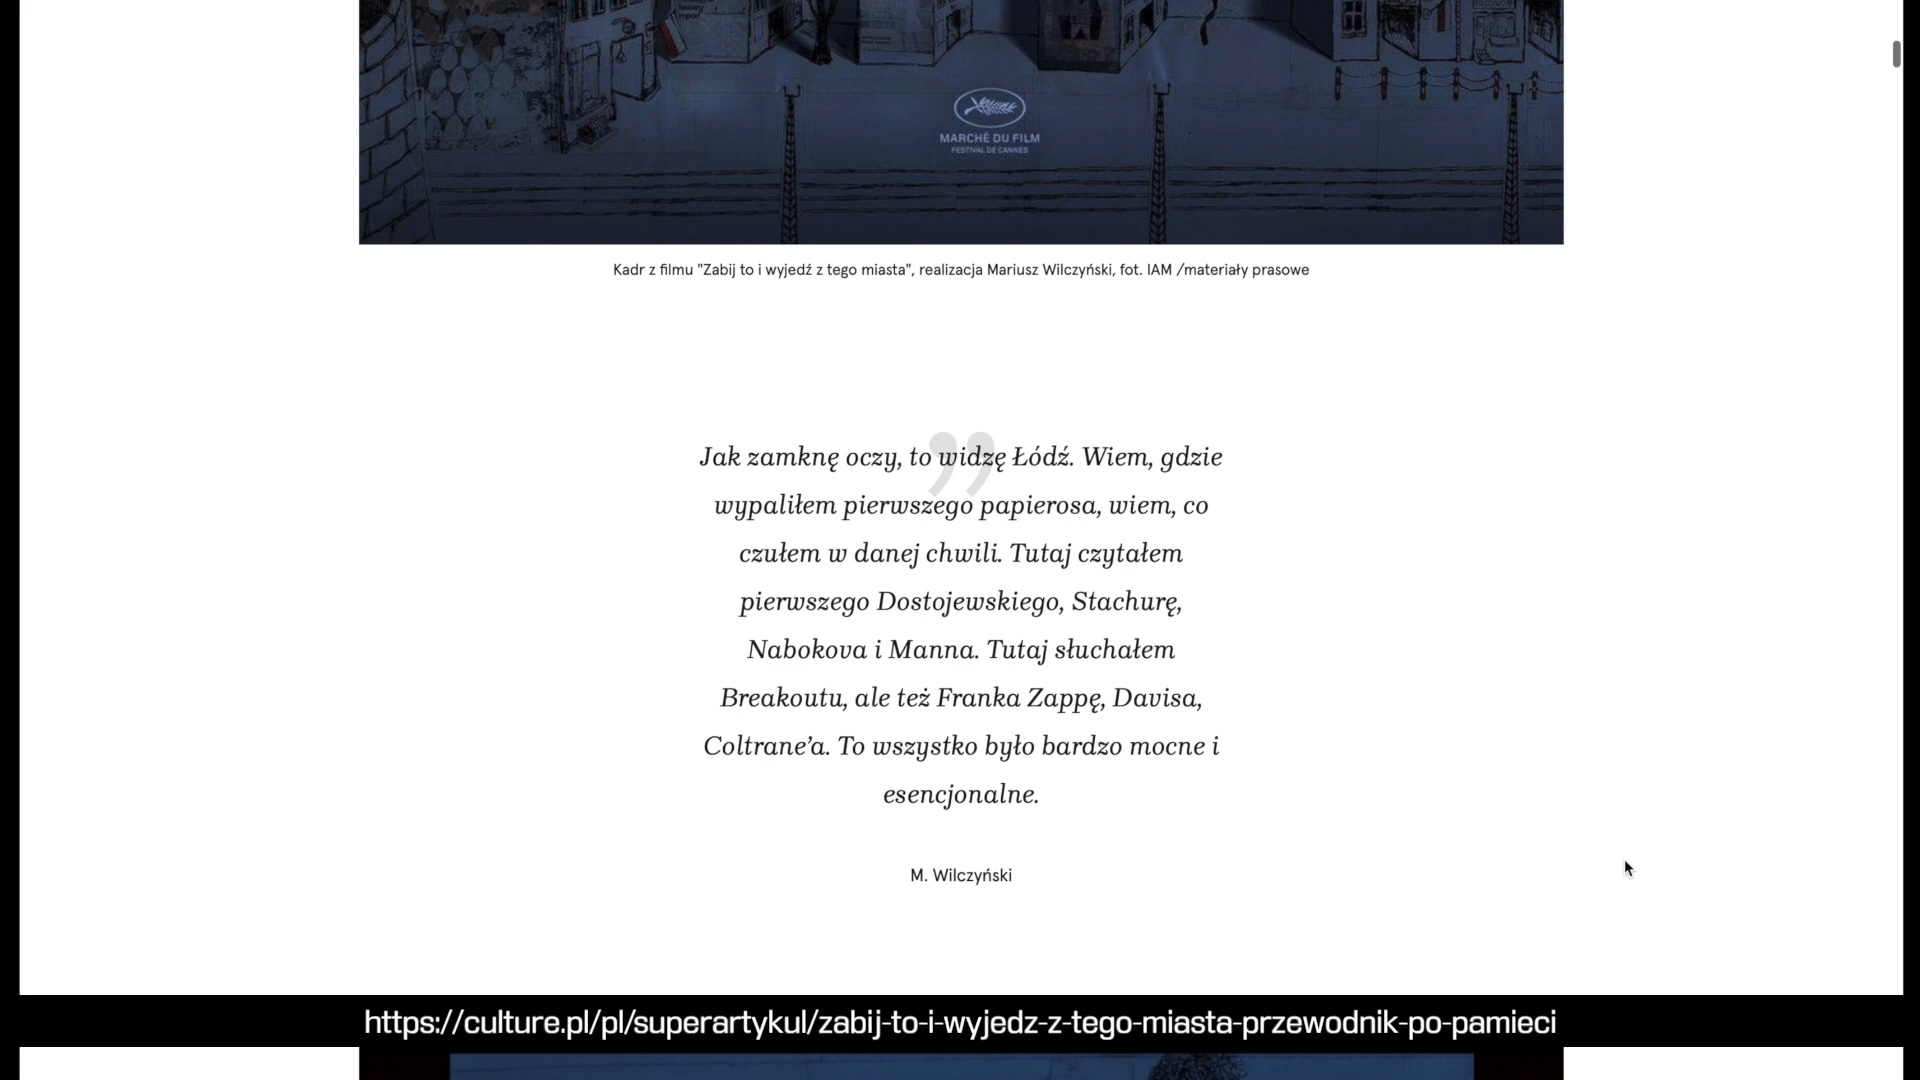 MARCHÉ DU FILM
FESTIVAL DE CANNES
Kadr z filmu "Zabij to i wyjedź z tego miasta", realizacja Mariusz Wilczyński, fot. IAM /materiały prasowe
”
Jak zamknę oczy, to widzę Łódź. Wiem, gdzie
wypaliłem pierwszego papierosa, wiem, co
czułem w danej chwili. Tutaj czytałem
pierwszego Dostojewskiego, Stachurę,
Nabokova i Manna. Tutaj słuchałem
Breakoutu, ale też Franka Zappę, Davisa,
Coltrane’a. To wszystko było bardzo mocne i
esencjonalne.
M. Wilczyński
https://culture.pl/pl/superartykul/zabij-to-i-wyjedz-z-tego-miasta-przewodnik-po-pamieci